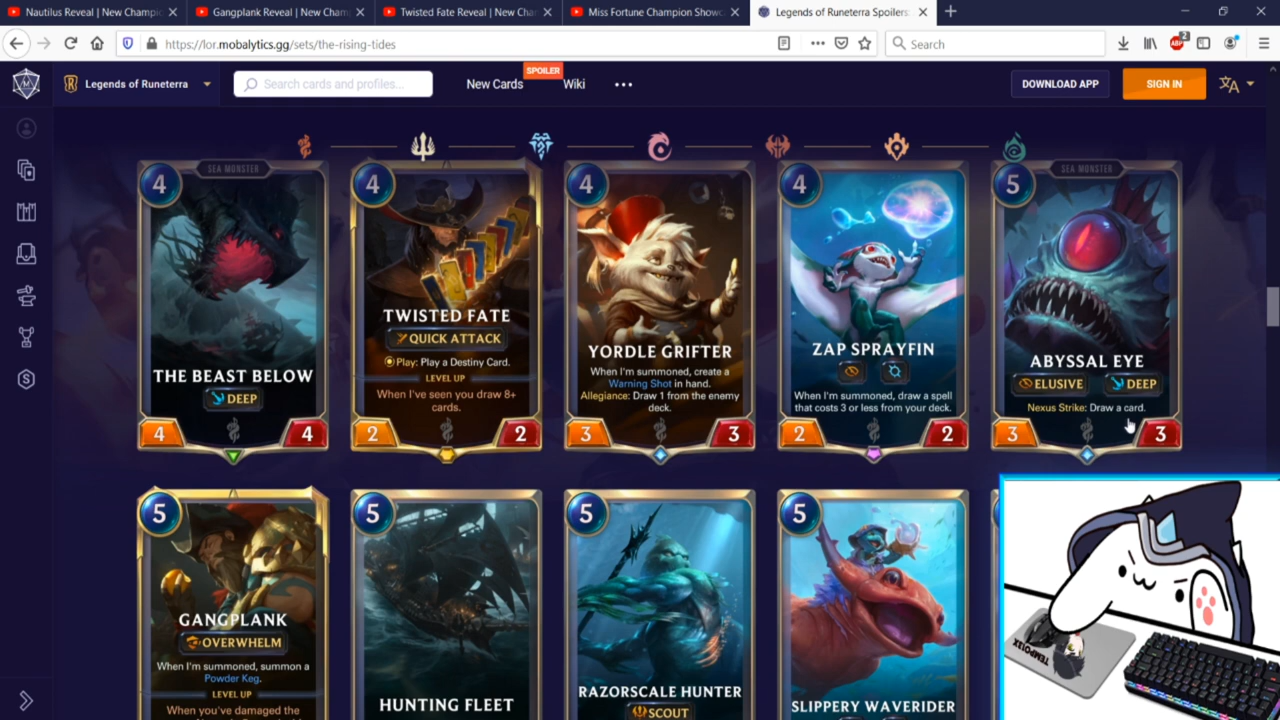 Nautilus Reveal | New Champio
Gangplank Reveal | New Cham
Twisted Fate Reveal | New Cha
Miss Fortune Champion Showc
Legends of Runeterra Spoilers
https://lor.mobalytics.gg/sets/the-rising-tides
Search
ABP
2
Legends of Runeterra
Search cards and profiles...
New Cards
SPOILER
Wiki
DOWNLOAD APP
SIGN IN
4
SEA MONSTER
THE BEAST BELOW
DEEP
4
4
4
TWISTED FATE
QUICK ATTACK
Play: Play a Destiny Card.
LEVEL UP
When I've seen you draw 8+
cards.
2
2
4
YORDLE GRIFTER
When I'm summoned, create a
Warning Shot in hand.
Allegiance: Draw 1 from the enemy
deck.
3
3
4
ZAP SPRAYFIN
When I'm summoned, draw a spell
that costs 3 or less from your deck.
2
2
5
SEA MONSTER
ABYSSAL EYE
ELUSIVE
DEEP
Nexus Strike: Draw a card.
3
3
5
GANGPLANK
OVERWHELM
When I'm summoned, summon a
Powder Keg.
LEVEL UP
When you've damaged the
5
HUNTING FLEET
5
RAZORSCALE HUNTER
SCOUT
5
SLIPPERY WAVERIDER
TEMPO13X